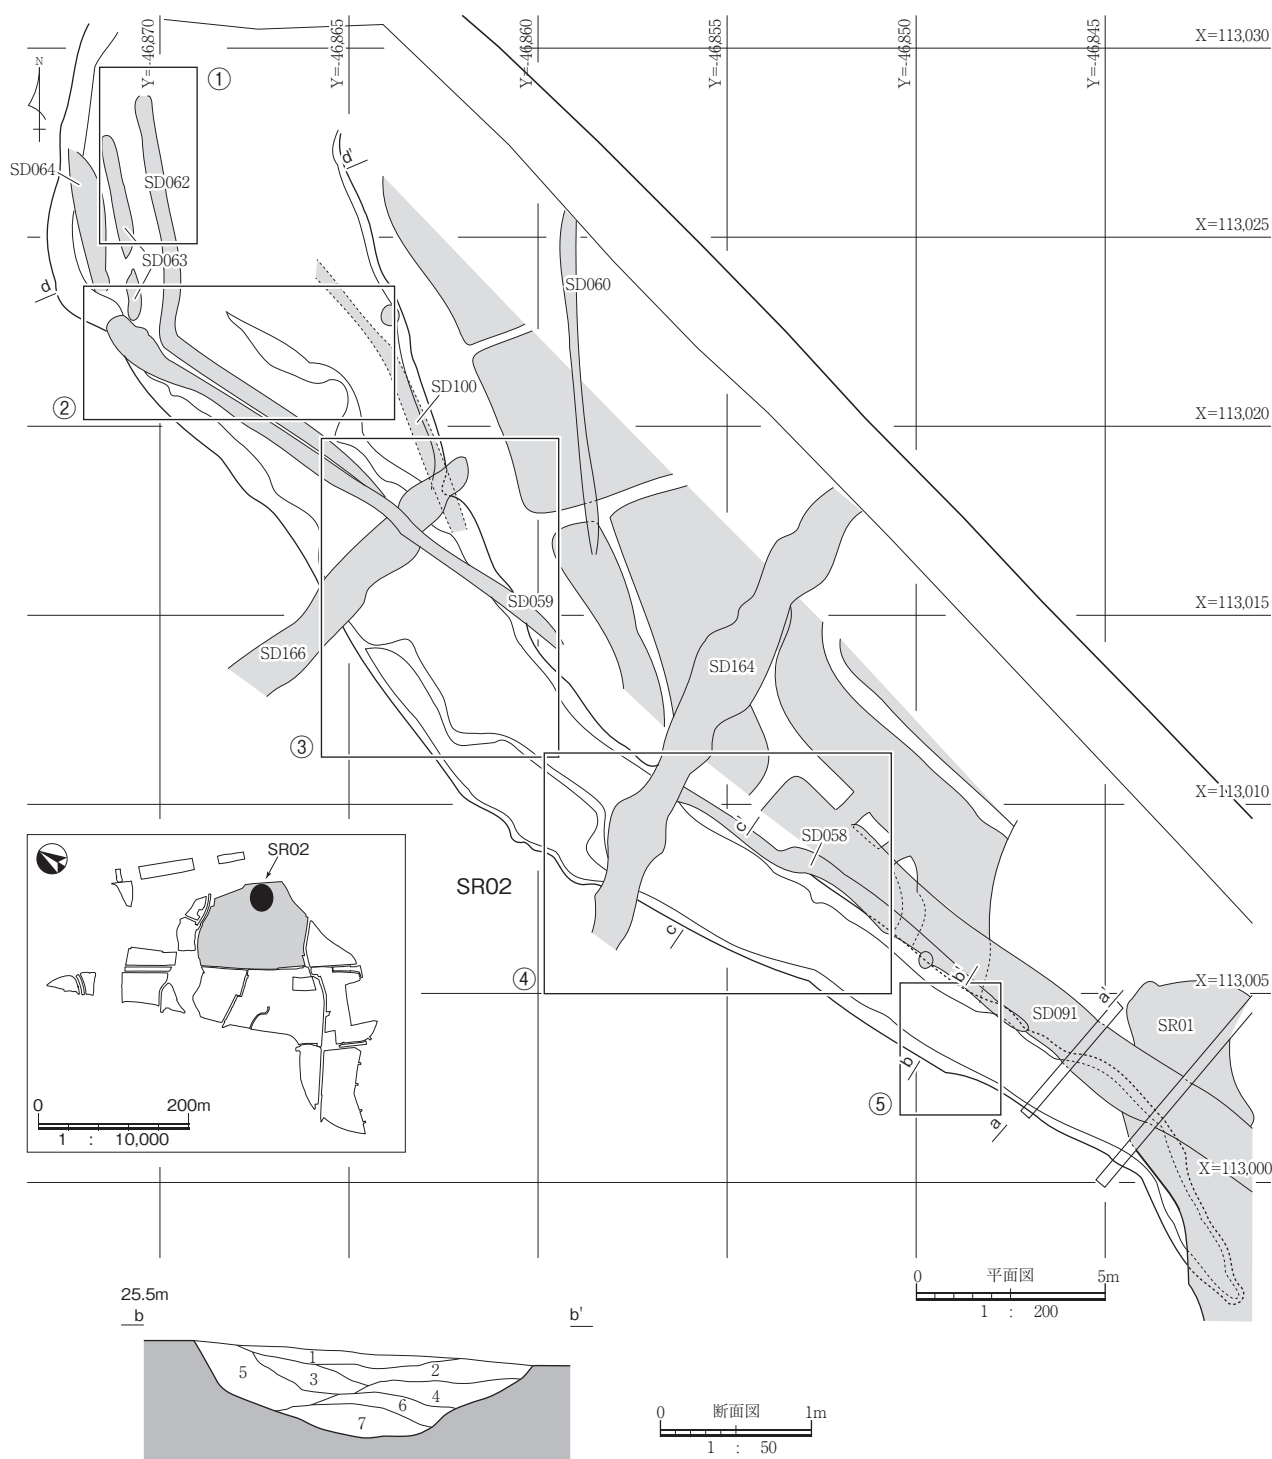 Y=-46,870
Y=-46,865
Y=-46,860
Y=-46,855
Y=-46,850
Y=-46,845
X=113,030
N
①
SD064
SD062
d'
X=113,025
SD063
SD060
d
SD100
②
X=113,020
SD059
X=113,015
SD166
SD164
③
X=113,010
c'
SD058
SR02
SR02
c
④
b'
X=113,005
SD091
a'
SR01
b
⑤
a
0 200m
1 : 10,000
X=113,000
0 平面図 5m
1 : 200
25.5m
b b'
1
2
3
4
5
6
7
0 断面図 1m
1 : 50